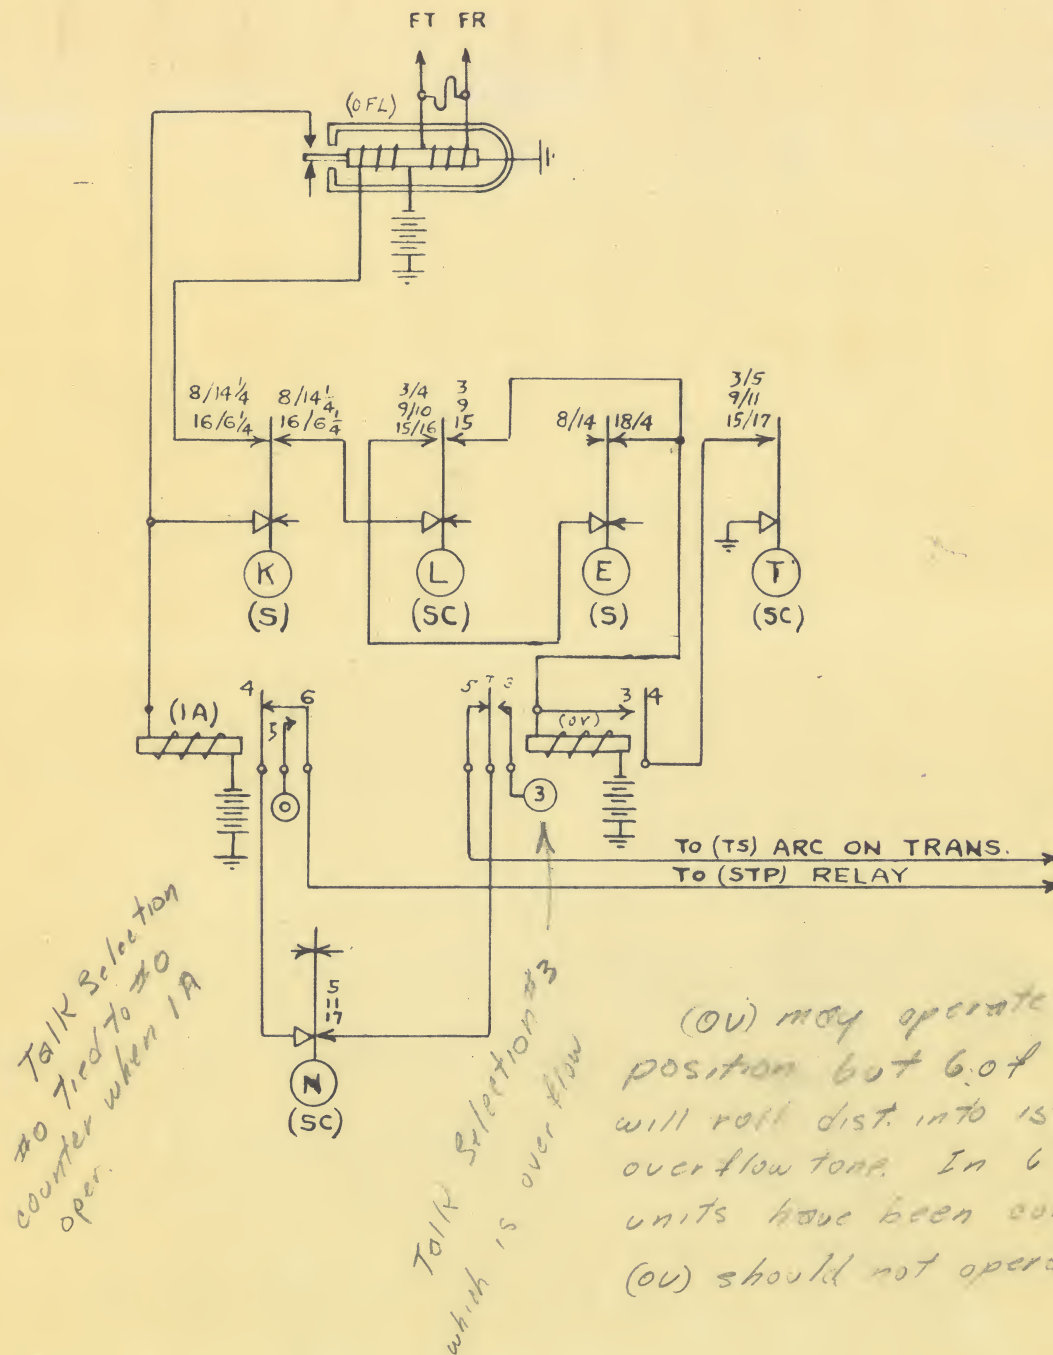 FT FR
(OFL)
8/14¼ 8/14¼
16/6¼ 16/6¼
3/4 3
9/10 9
15/16 15
8/14 18/4
3/5
9/11
15/17
K L E T
(S) (SC) (S) (SC)
(1A)
4 5 6
5 T 3
(OV)
3 4
3
To (TS) ARC ON TRANS.
To (STP) RELAY
5
11
17
N
(SC)
Talk Selection
#0 Tied to #0
counter when 1A
oper.
Talk Selection #3
which is over flow
(OV) may operate
position but 6 of
will roll dist. into is
overflow tone. In 6
units have been
(OV) should not